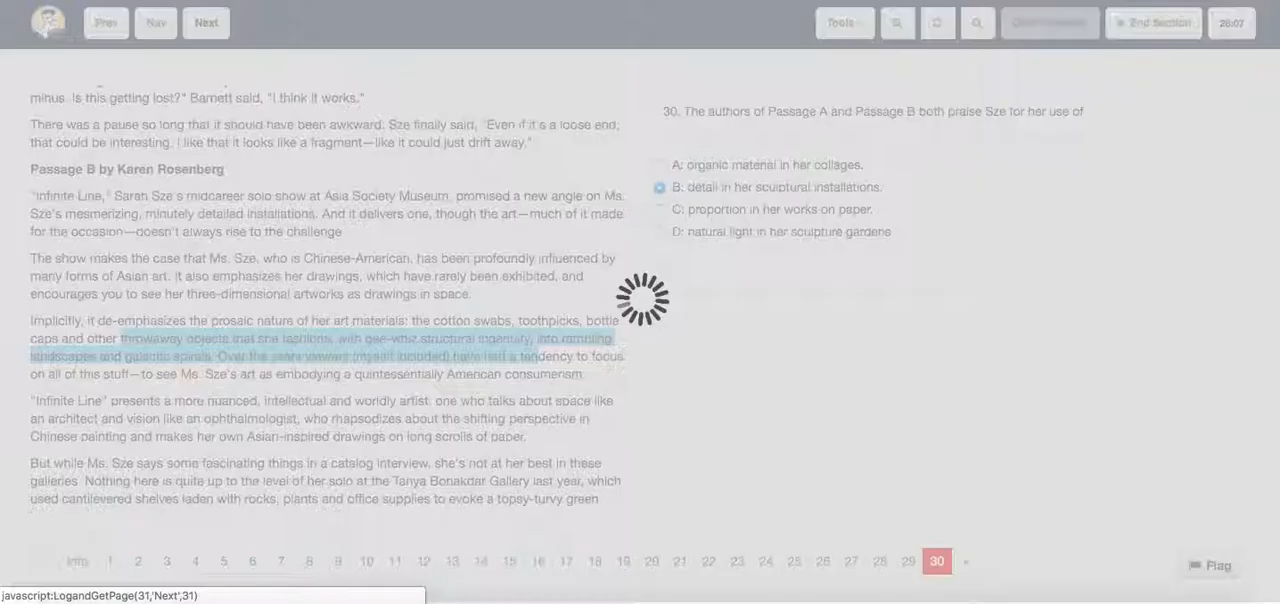 Prev Nav Next Tools End Section 28:07
minus. Is this getting lost?" Barnett said, "I think it works."
There was a pause so long that it should have been awkward. Sze finally said, "Even if it's a loose end,
that could be interesting. I like that it looks like a fragment—like it could just drift away."
Passage B by Karen Rosenberg
"Infinite Line," Sarah Sze's midcareer solo show at Asia Society Museum, promised a new angle on Ms.
Sze's mesmerizing, minutely detailed installations. And it delivers one, though the art—much of it made
for the occasion—doesn't always rise to the challenge
The show makes the case that Ms. Sze, who is Chinese-American, has been profoundly influenced by
many forms of Asian art. It also emphasizes her drawings, which have rarely been exhibited, and
encourages you to see her three-dimensional artworks as drawings in space.
Implicitly, it de-emphasizes the prosaic nature of her art materials: the cotton swabs, toothpicks, bottle
caps and other throwaway objects that she fashions, with gee-whiz structural ingenuity, into rambling
landscapes and galactic spirals. Over the years viewers (myself included) have had a tendency to focus
on all of this stuff—to see Ms. Sze's art as embodying a quintessentially American consumerism.
"Infinite Line" presents a more nuanced, intellectual and worldly artist: one who talks about space like
an architect and vision like an ophthalmologist, who rhapsodizes about the shifting perspective in
Chinese painting and makes her own Asian-inspired drawings on long scrolls of paper.
But while Ms. Sze says some fascinating things in a catalog interview, she's not at her best in these
galleries. Nothing here is quite up to the level of her solo at the Tanya Bonakdar Gallery last year, which
used cantilevered shelves laden with rocks, plants and office supplies to evoke a topsy-turvy green
30. The authors of Passage A and Passage B both praise Sze for her use of
A: organic material in her collages.
B: detail in her sculptural installations.
C: proportion in her works on paper.
D: natural light in her sculpture gardens
Intro 1 2 3 4 5 6 7 8 9 10 11 12 13 14 15 16 17 18 19 20 21 22 23 24 25 26 27 28 29 30 »
Flag
javascript:LogandGetPage(31,'Next',31)